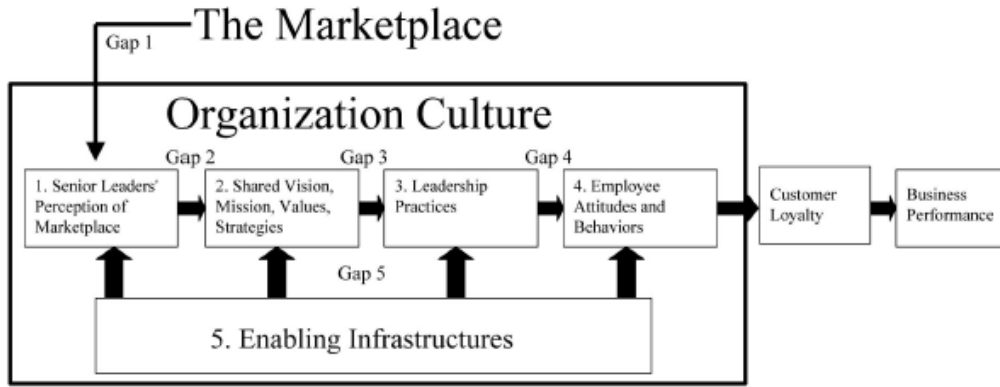 The Marketplace
Gap 1
Organization Culture
Gap 2
Gap 3
Gap 4
1. Senior Leaders'
Perception of
Marketplace
2. Shared Vision,
Mission, Values,
Strategies
3. Leadership
Practices
4. Employee
Attitudes and
Behaviors
Customer
Loyalty
Business
Performance
Gap 5
5. Enabling Infrastructures